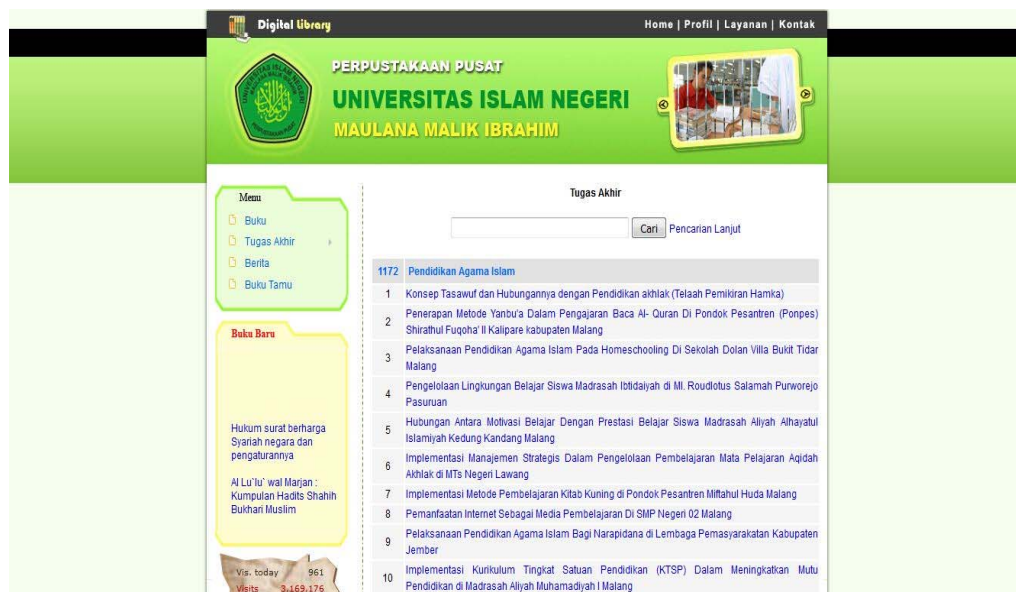 Digital Library
Home | Profil | Layanan | Kontak
PERPUSTAKAAN PUSAT
UNIVERSITAS ISLAM NEGERI
MAULANA MALIK IBRAHIM
UNIVERSITAS ISLAM NEGERI
PERPUSTAKAAN PUSAT
Menu
Buku
Tugas Akhir
Berita
Buku Tamu
Buku Baru
Hukum surat berharga
Syariah negara dan
pengaturannya
Al Lu`lu` wal Marjan :
Kumpulan Hadits Shahih
Bukhari Muslim
Vis. today 961
Visits 3,169,176
Tugas Akhir
Cari Pencarian Lanjut
1172 Pendidikan Agama Islam
1 Konsep Tasawuf dan Hubungannya dengan Pendidikan akhlak (Telaah Pemikiran Hamka)
2 Penerapan Metode Yanbu'a Dalam Pengajaran Baca Al- Quran Di Pondok Pesantren (Ponpes)
Shirathul Fuqoha' II Kalipare kabupaten Malang
3 Pelaksanaan Pendidikan Agama Islam Pada Homeschooling Di Sekolah Dolan Villa Bukit Tidar
Malang
4 Pengelolaan Lingkungan Belajar Siswa Madrasah Ibtidaiyah di MI. Roudlotus Salamah Purworejo
Pasuruan
5 Hubungan Antara Motivasi Belajar Dengan Prestasi Belajar Siswa Madrasah Aliyah Alhayatul
Islamiyah Kedung Kandang Malang
6 Implementasi Manajemen Strategis Dalam Pengelolaan Pembelajaran Mata Pelajaran Aqidah
Akhlak di MTs Negeri Lawang
7 Implementasi Metode Pembelajaran Kitab Kuning di Pondok Pesantren Miftahul Huda Malang
8 Pemanfaatan Internet Sebagai Media Pembelajaran Di SMP Negeri 02 Malang
9 Pelaksanaan Pendidikan Agama Islam Bagi Narapidana di Lembaga Pemasyarakatan Kabupaten
Jember
10 Implementasi Kurikulum Tingkat Satuan Pendidikan (KTSP) Dalam Meningkatkan Mutu
Pendidikan di Madrasah Aliyah Muhamadiyah I Malang